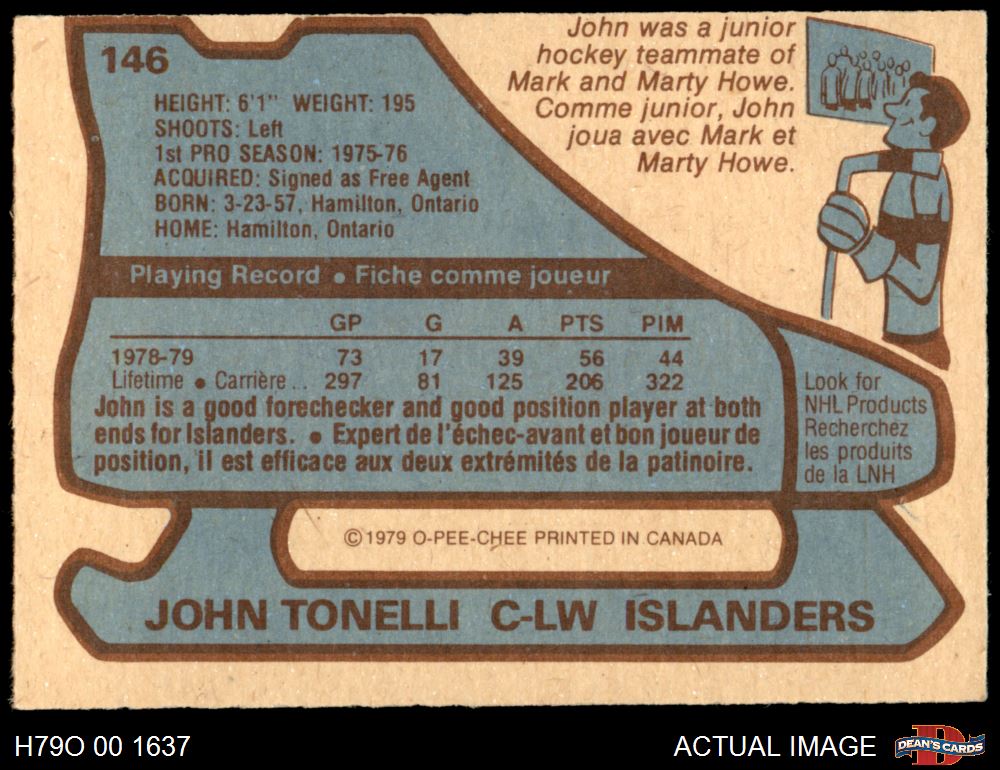 146
HEIGHT: 6'1" WEIGHT: 195
SHOOTS: Left
1st PRO SEASON: 1975-76
ACQUIRED: Signed as Free Agent
BORN: 3-23-57, Hamilton, Ontario
HOME: Hamilton, Ontario
John was a junior
hockey teammate of
Mark and Marty Howe.
Comme junior, John
joua avec Mark et
Marty Howe.
Playing Record • Fiche comme joueur
GP G A PTS PIM
1978-79 73 17 39 56 44
Lifetime • Carrière .. 297 81 125 206 322
John is a good forechecker and good position player at both
ends for Islanders. • Expert de l'échec-avant et bon joueur de
position, il est efficace aux deux extrémités de la patinoire.
Look for
NHL Products
Recherchez
les produits
de la LNH
©1979 O-PEE-CHEE PRINTED IN CANADA
JOHN TONELLI C-LW ISLANDERS
H79O 00 1637
ACTUAL IMAGE
D
DEAN'S CARDS